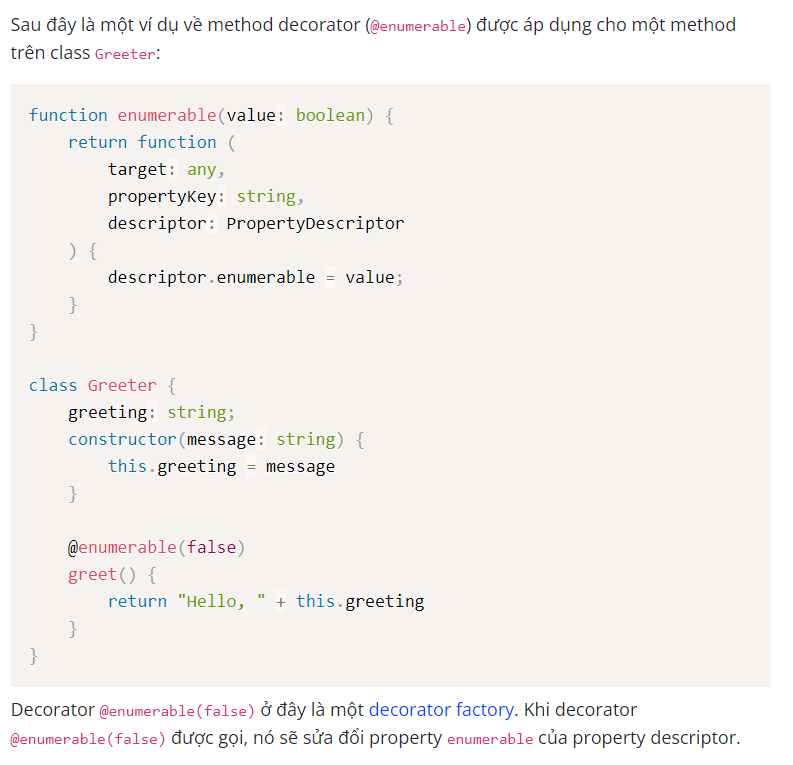 Sau đây là một ví dụ về method decorator (@enumerable) được áp dụng cho một method
trên class Greeter:
function enumerable(value: boolean) {
    return function (
        target: any,
        propertyKey: string,
        descriptor: PropertyDescriptor
    ) {
        descriptor.enumerable = value;
    }
}
class Greeter {
    greeting: string;
    constructor(message: string) {
        this.greeting = message
    }
    @enumerable(false)
    greet() {
        return "Hello, " + this.greeting
    }
}
Decorator @enumerable(false) ở đây là một decorator factory. Khi decorator
@enumerable(false) được gọi, nó sẽ sửa đổi property enumerable của property descriptor.